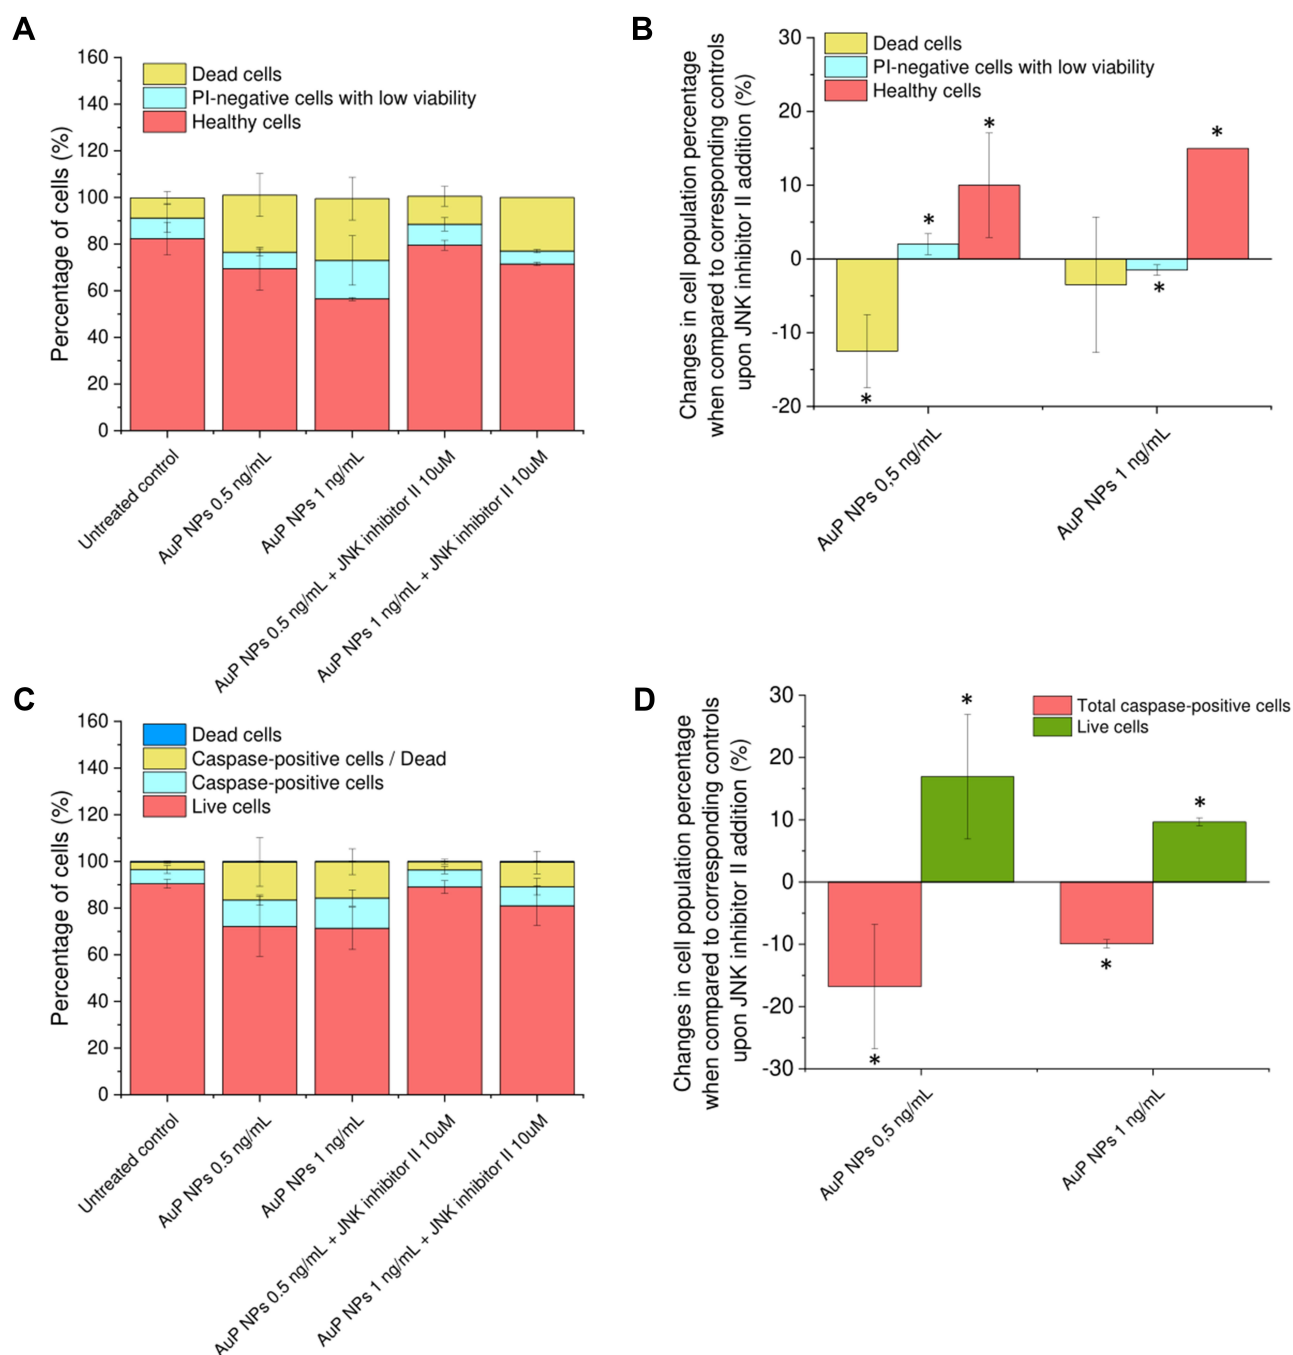 A
160
140
120
100
80
60
40
20
0
Percentage of cells (%)
Dead cells
PI-negative cells with low viability
Healthy cells
Untreated control
AuP NPs 0.5 ng/mL
AuP NPs 1 ng/mL
AuP NPs 0.5 ng/mL + JNK inhibitor II 10uM
AuP NPs 1 ng/mL + JNK inhibitor II 10uM
B
Changes in cell population percentage
when compared to corresponding controls
upon JNK inhibitor II addition (%)
30
20
10
0
-10
-20
Dead cells
PI-negative cells with low viability
Healthy cells
*
*
*
*
*
AuP NPs 0,5 ng/mL
AuP NPs 1 ng/mL
C
160
140
120
100
80
60
40
20
0
Percentage of cells (%)
Dead cells
Caspase-positive cells / Dead
Caspase-positive cells
Live cells
Untreated control
AuP NPs 0.5 ng/mL
AuP NPs 1 ng/mL
AuP NPs 0.5 ng/mL + JNK inhibitor II 10uM
AuP NPs 1 ng/mL + JNK inhibitor II 10uM
D
Changes in cell population percentage
when compared to corresponding controls
upon JNK inhibitor II addition (%)
30
20
10
0
-10
-20
-30
Total caspase-positive cells
Live cells
*
*
*
*
AuP NPs 0,5 ng/mL
AuP NPs 1 ng/mL